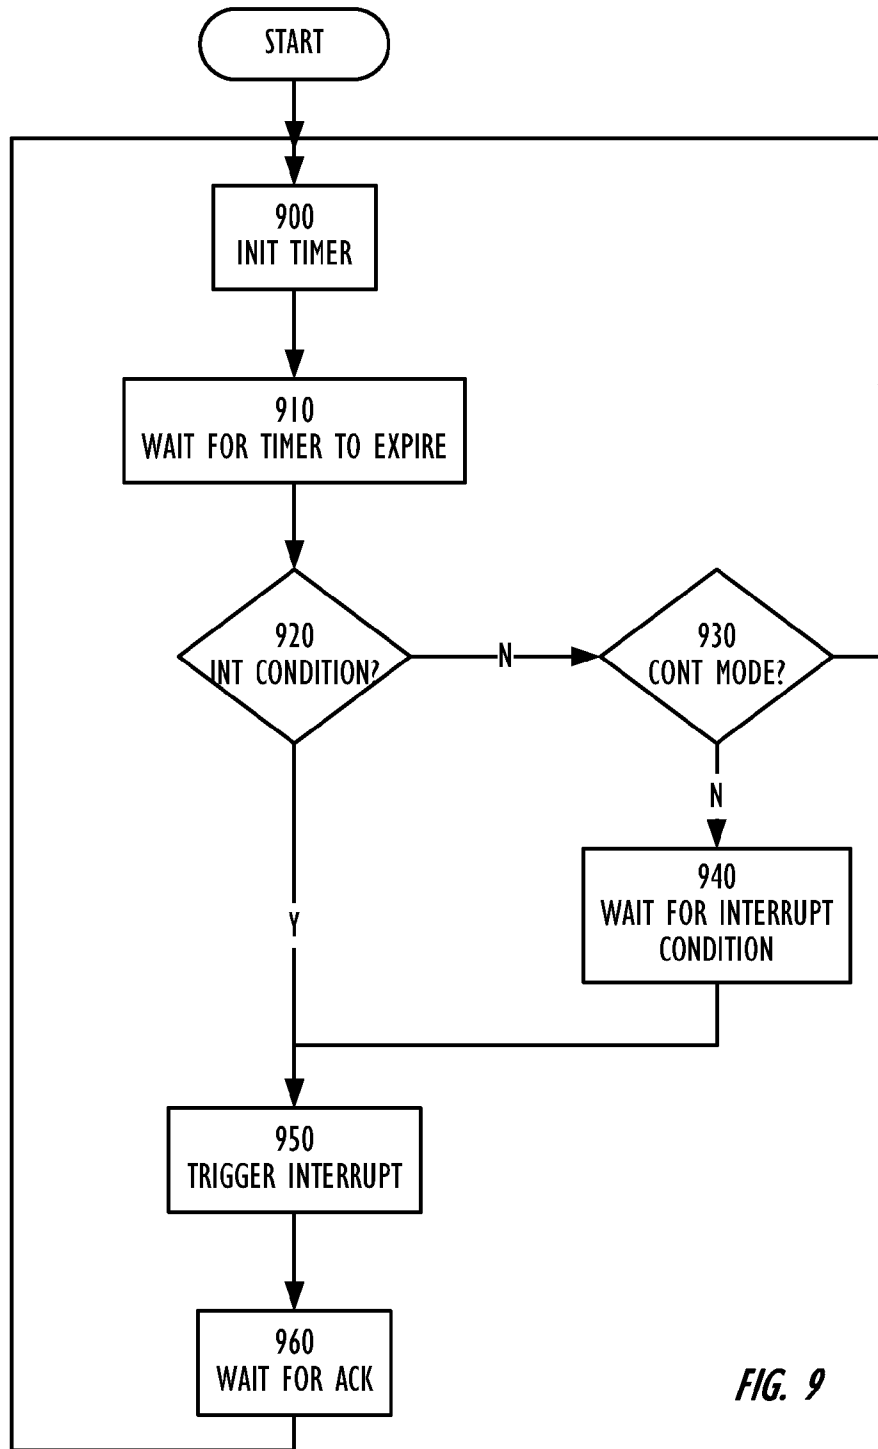 START
900
INIT TIMER
910
WAIT FOR TIMER TO EXPIRE
920
INT CONDITION?
N
930
CONT MODE?
N
940
WAIT FOR INTERRUPT
CONDITION
Y
950
TRIGGER INTERRUPT
960
WAIT FOR ACK
FIG. 9